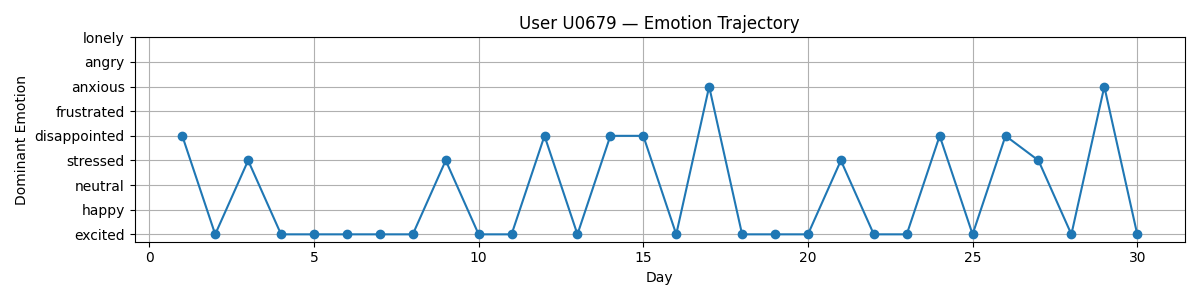 User U0679 — Emotion Trajectory
Dominant Emotion
lonely
angry
anxious
frustrated
disappointed
stressed
neutral
happy
excited
0 5 10 15 20 25 30
Day